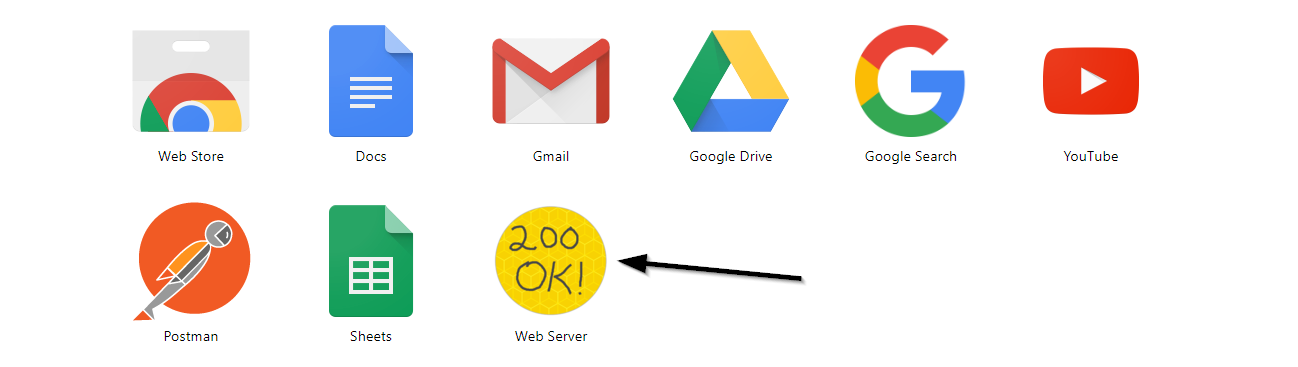 Web Store
Docs
Gmail
Google Drive
Google Search
YouTube
200
OK!
Postman
Sheets
Web Server